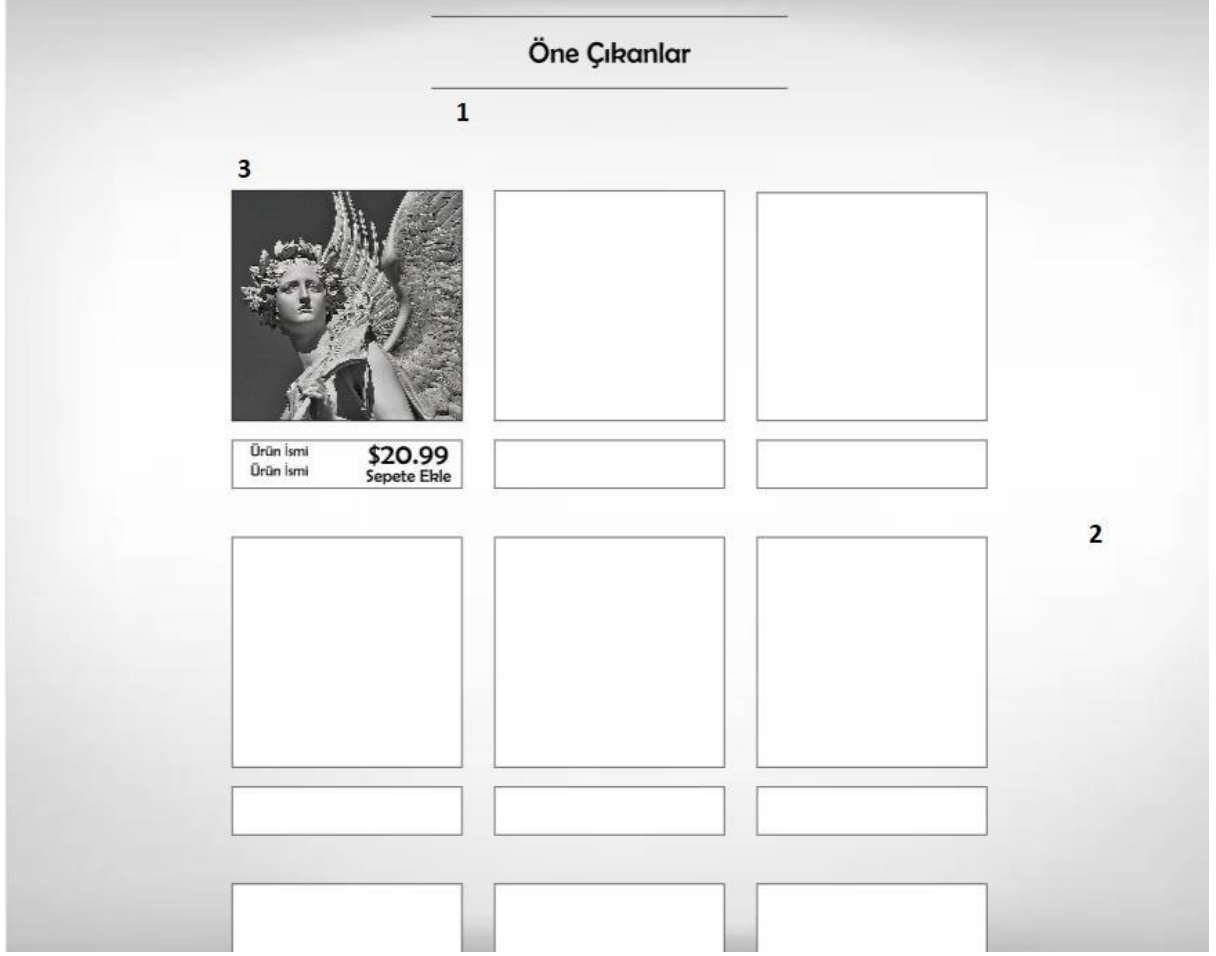 Öne Çıkanlar
1
3
Ürün İsmi
Ürün İsmi
$20.99
Sepete Ekle
2